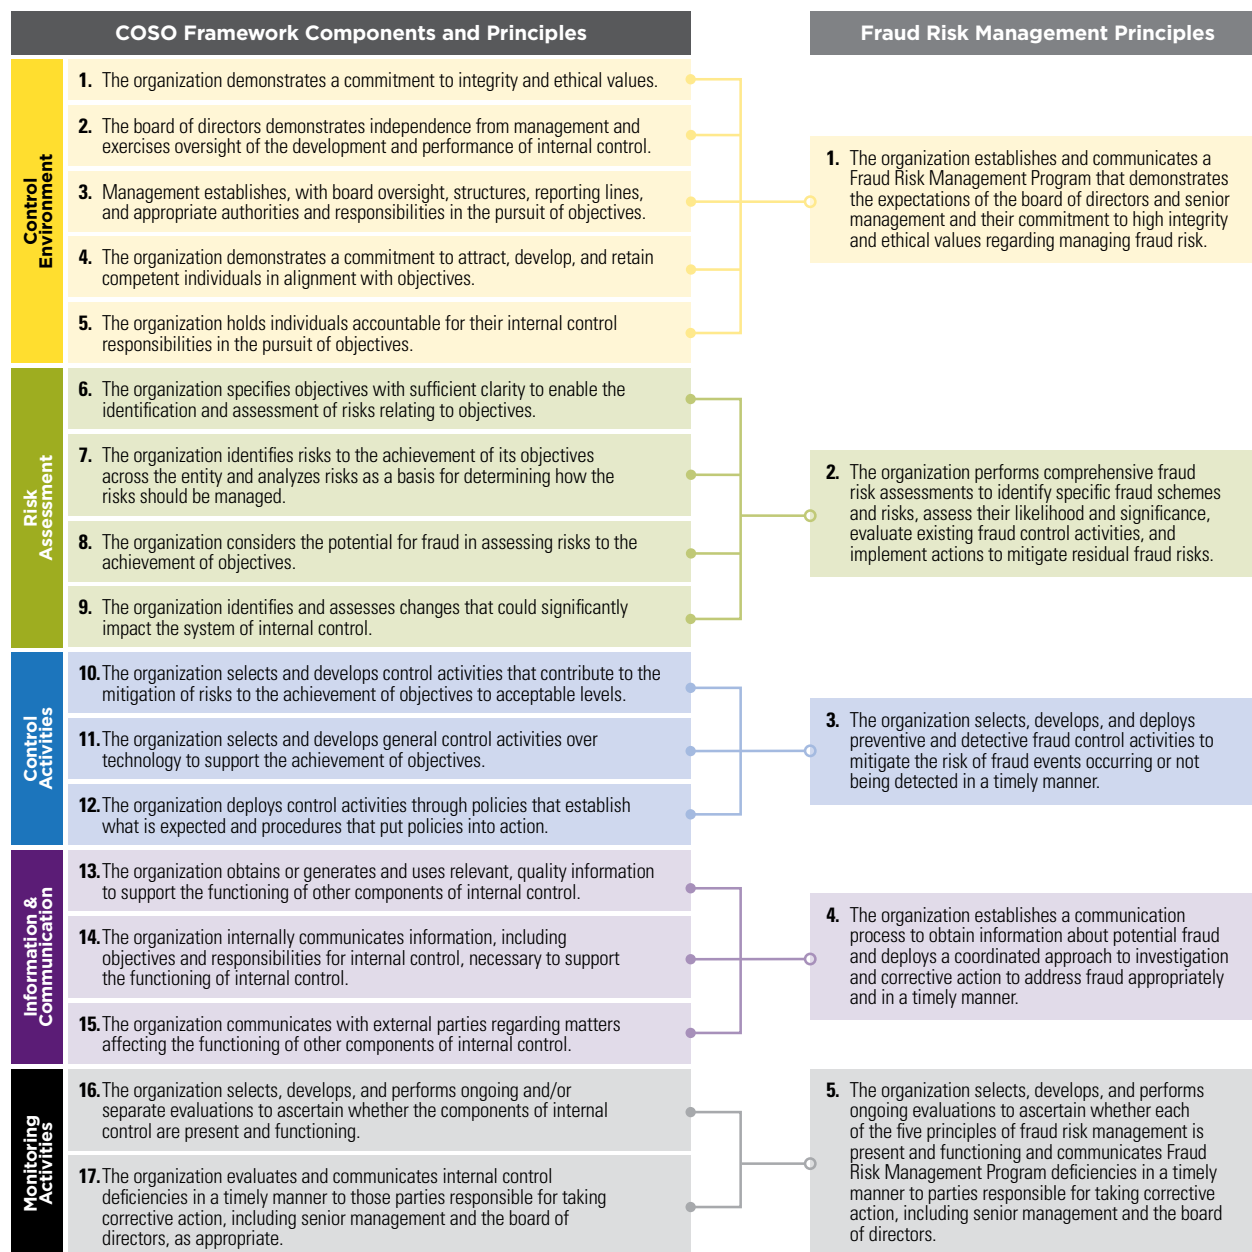 COSO Framework Components and Principles
Fraud Risk Management Principles
Control
Environment
1. The organization demonstrates a commitment to integrity and ethical values.
2. The board of directors demonstrates independence from management and
exercises oversight of the development and performance of internal control.
3. Management establishes, with board oversight, structures, reporting lines,
and appropriate authorities and responsibilities in the pursuit of objectives.
4. The organization demonstrates a commitment to attract, develop, and retain
competent individuals in alignment with objectives.
5. The organization holds individuals accountable for their internal control
responsibilities in the pursuit of objectives.
1. The organization establishes and communicates a
Fraud Risk Management Program that demonstrates
the expectations of the board of directors and senior
management and their commitment to high integrity
and ethical values regarding managing fraud risk.
Risk
Assessment
6. The organization specifies objectives with sufficient clarity to enable the
identification and assessment of risks relating to objectives.
7. The organization identifies risks to the achievement of its objectives
across the entity and analyzes risks as a basis for determining how the
risks should be managed.
8. The organization considers the potential for fraud in assessing risks to the
achievement of objectives.
9. The organization identifies and assesses changes that could significantly
impact the system of internal control.
2. The organization performs comprehensive fraud
risk assessments to identify specific fraud schemes
and risks, assess their likelihood and significance,
evaluate existing fraud control activities, and
implement actions to mitigate residual fraud risks.
Control
Activities
10. The organization selects and develops control activities that contribute to the
mitigation of risks to the achievement of objectives to acceptable levels.
11. The organization selects and develops general control activities over
technology to support the achievement of objectives.
12. The organization deploys control activities through policies that establish
what is expected and procedures that put policies into action.
3. The organization selects, develops, and deploys
preventive and detective fraud control activities to
mitigate the risk of fraud events occurring or not
being detected in a timely manner.
Information &
Communication
13. The organization obtains or generates and uses relevant, quality information
to support the functioning of other components of internal control.
14. The organization internally communicates information, including
objectives and responsibilities for internal control, necessary to support
the functioning of internal control.
15. The organization communicates with external parties regarding matters
affecting the functioning of other components of internal control.
4. The organization establishes a communication
process to obtain information about potential fraud
and deploys a coordinated approach to investigation
and corrective action to address fraud appropriately
and in a timely manner.
Monitoring
Activities
16. The organization selects, develops, and performs ongoing and/or
separate evaluations to ascertain whether the components of internal
control are present and functioning.
17. The organization evaluates and communicates internal control
deficiencies in a timely manner to those parties responsible for taking
corrective action, including senior management and the board of
directors, as appropriate.
5. The organization selects, develops, and performs
ongoing evaluations to ascertain whether each
of the five principles of fraud risk management is
present and functioning and communicates Fraud
Risk Management Program deficiencies in a timely
manner to parties responsible for taking corrective
action, including senior management and the board
of directors.